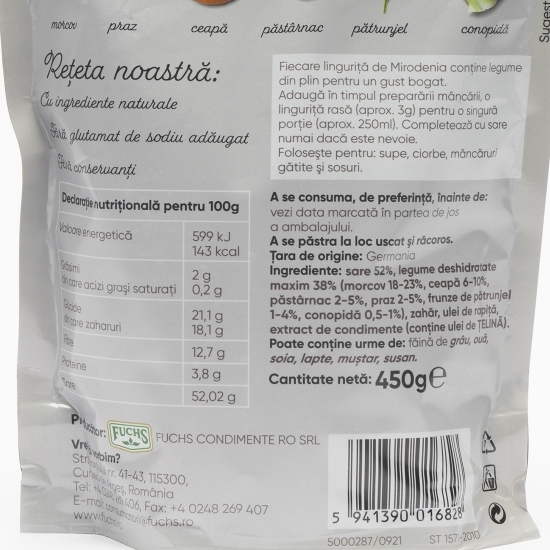 morcov praz ceapă păstârnac pătrunjel conopidă
Rețeta noastră:
Cu ingrediente naturale
Fără glutamat de sodiu adăugat
Fără conservanți
Fiecare linguriță de Mirodenia conține legume
din plin pentru un gust bogat.
Adaugă în timpul preparării mâncării, o
linguriță rasă (aprox. 3g) pentru o singură
porție (aprox. 250ml). Completează cu sare
numai dacă este nevoie.
Folosește pentru: supe, ciorbe, mâncăruri
gătite și sosuri.
Declarație nutrițională pentru 100g
Valoare energetică 599 kJ
143 kcal
Grăsimi 2 g
din care acizi grași saturați 0,2 g
Glucide 21,1 g
din care zaharuri 18,1 g
Fibre 12,7 g
Proteine 3,8 g
Sare 52,02 g
A se consuma, de preferință, înainte de:
vezi data marcată în partea de jos
a ambalajului.
A se păstra la loc uscat și răcoros.
Țara de origine: Germania
Ingrediente: sare 52%, legume deshidratate
maxim 38% (morcov 18-23%, ceapă 6-10%,
păstârnac 2-5%, praz 2-5%, frunze de pătrunjel
1-4%, conopidă 0,5-1%), zahăr, ulei de rapiță,
extract de condimente (conține ulei de ȚELINĂ).
Poate conține urme de: făină de grâu, ouă,
soia, lapte, muștar, susan.
Cantitate netă: 450g e
Producător: FUCHS FUCHS CONDIMENTE RO SRL
nr. 41-43, 115300,
România
Tel: Fax: +4 0248 269 407
E-mail:
5 941390 016828
5000287/0921 ST 157-2010